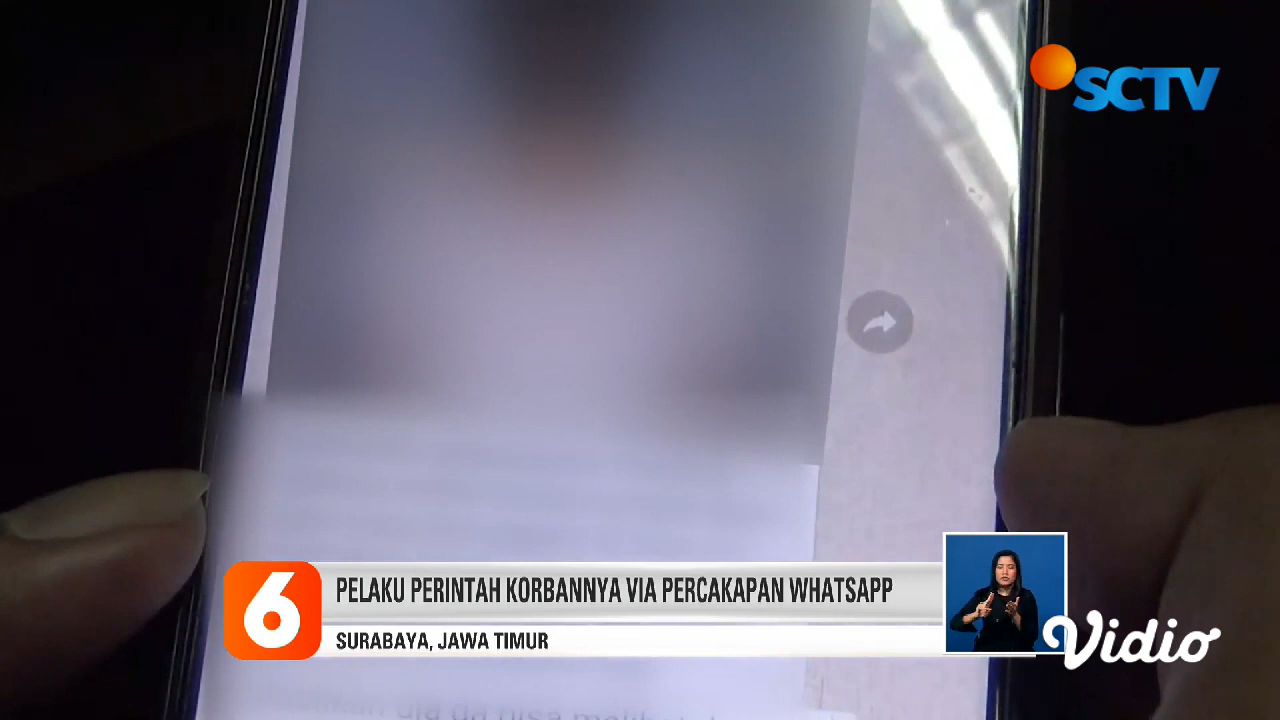 SCTV
6
PELAKU PERINTAH KORBANNYA VIA PERCAKAPAN WHATSAPP
SURABAYA, JAWA TIMUR
Vidio